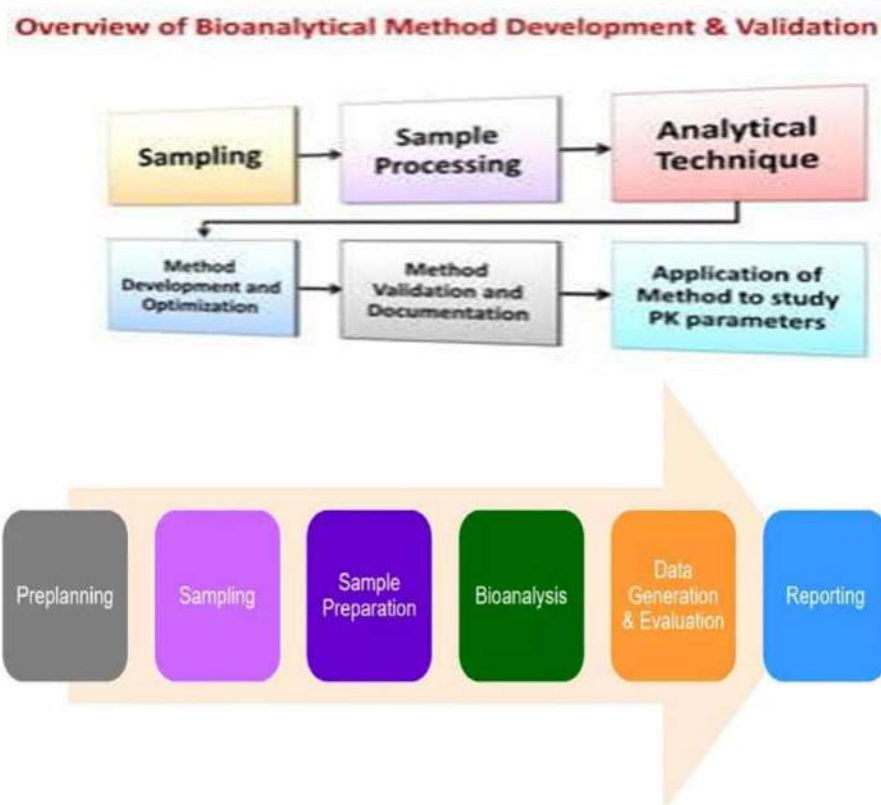 Overview of Bioanalytical Method Development & Validation
Sampling
Sample
Processing
Analytical
Technique
Method
Development and
Optimization
Method
Validation and
Documentation
Application of
Method to study
PK parameters
Preplanning
Sampling
Sample
Preparation
Bioanalysis
Data
Generation
& Evaluation
Reporting